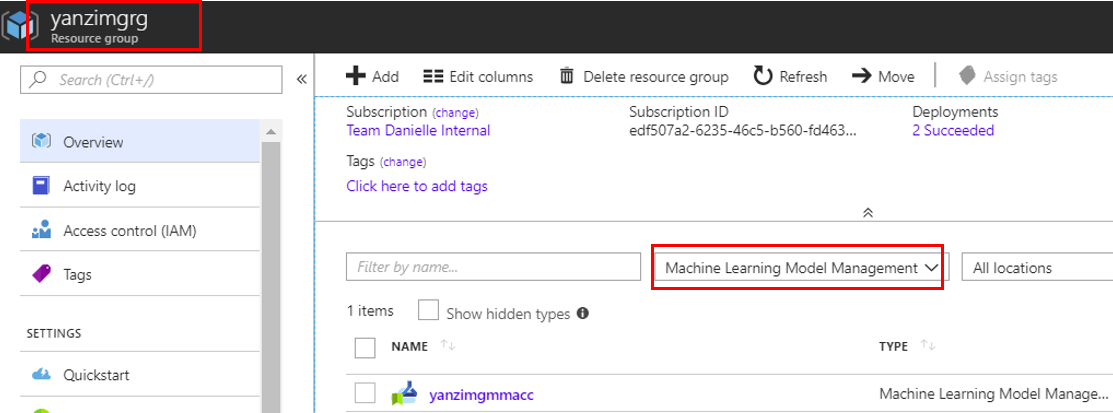 yanzimgrg
Resource group
Search (Ctrl+/)
«
Add
Edit columns
Delete resource group
Refresh
Move
Assign tags
Overview
Activity log
Access control (IAM)
Tags
SETTINGS
Quickstart
Subscription (change)
Team Danielle Internal
Subscription ID
edf507a2-6235-46c5-b560-fd463...
Deployments
2 Succeeded
Tags (change)
Click here to add tags
Filter by name...
Machine Learning Model Management
All locations
1 items
Show hidden types
NAME
TYPE
yanzimgmmacc
Machine Learning Model Manage...